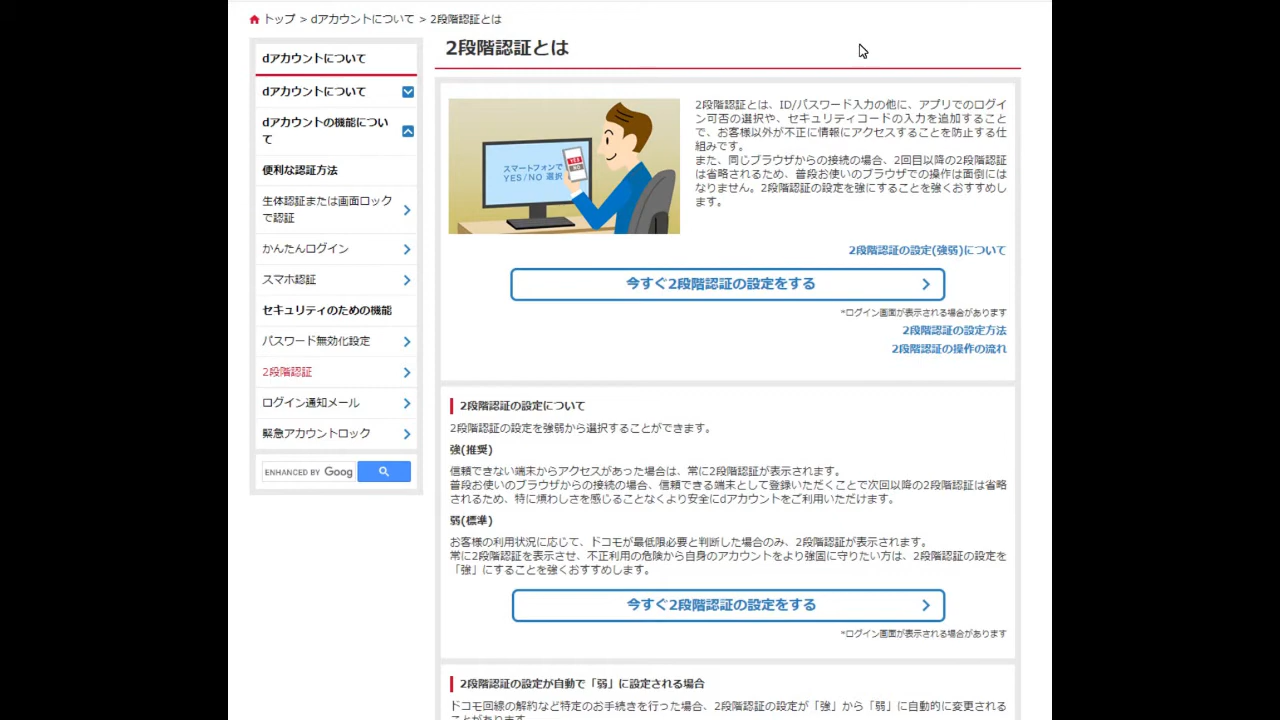 トップ > dアカウントについて > 2段階認証とは
dアカウントについて
dアカウントについて
dアカウントの機能につい
て
便利な認証方法
生体認証または画面ロック
で認証
かんたんログイン
スマホ認証
セキュリティのための機能
パスワード無効化設定
2段階認証
ログイン通知メール
緊急アカウントロック
ENHANCED BY Goog
2段階認証とは
スマートフォンで
YES/NO 選択
YES
NO
2段階認証とは、ID/パスワード入力の他に、アプリでのログイ
ン可否の選択や、セキュリティコードの入力を追加すること
で、お客様以外が不正に情報にアクセスすることを防止する仕
組みです。
また、同じブラウザからの接続の場合、2回目以降の2段階認証
は省略されるため、普段お使いのブラウザでの操作は面倒には
なりません。2段階認証の設定を強にすることを強くおすすめし
ます。
2段階認証の設定(強弱)について
今すぐ2段階認証の設定をする
*ログイン画面が表示される場合があります
2段階認証の設定方法
2段階認証の操作の流れ
2段階認証の設定について
2段階認証の設定を強弱から選択することができます。
強(推奨)
信頼できない端末からアクセスがあった場合は、常に2段階認証が表示されます。
普段お使いのブラウザからの接続の場合、信頼できる端末として登録いただくことで次回以降の2段階認証は省略
されるため、特に煩わしさを感じることなくより安全にdアカウントをご利用いただけます。
弱(標準)
お客様の利用状況に応じて、ドコモが最低限必要と判断した場合のみ、2段階認証が表示されます。
常に2段階認証を表示させ、不正利用の危険から自身のアカウントをより強固に守りたい方は、2段階認証の設定を
「強」にすることを強くおすすめします。
今すぐ2段階認証の設定をする
*ログイン画面が表示される場合があります
2段階認証の設定が自動で「弱」に設定される場合
ドコモ回線の解約など特定のお手続きを行った場合、2段階認証の設定が「強」から「弱」に自動的に変更される
ことがあります